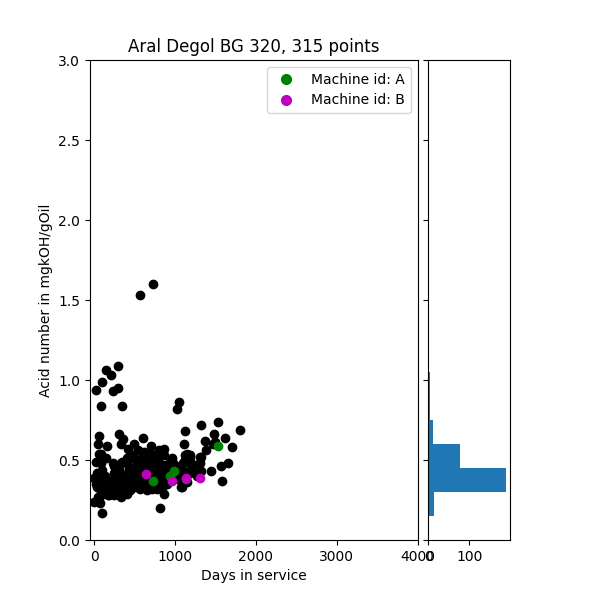 Aral Degol BG 320, 315 points
Machine id: A
Machine id: B
Acid number in mgkOH/gOil
3.0
2.5
2.0
1.5
1.0
0.5
0.0
0
1000
2000
3000
4000
0
100
Days in service